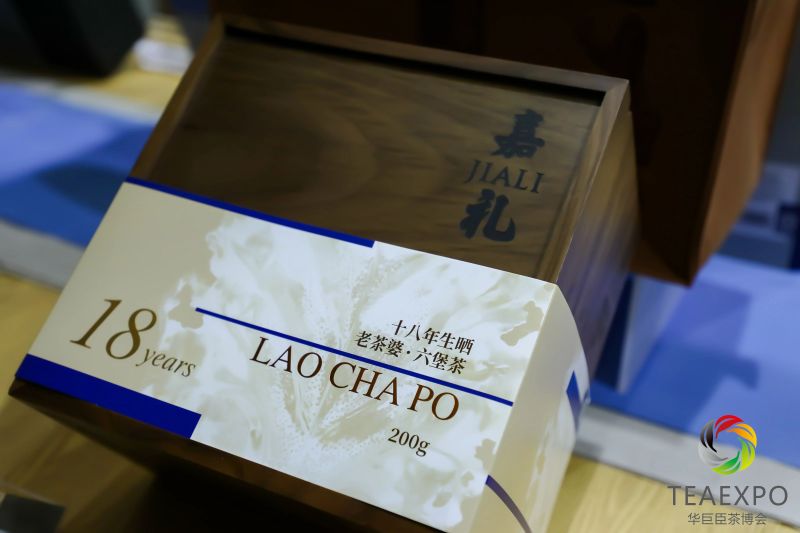 嘉
JIALI
礼
十八年生晒
老茶婆·六堡茶
18 years
LAO CHA PO
200g
TEAEXPO
华巨臣茶博会